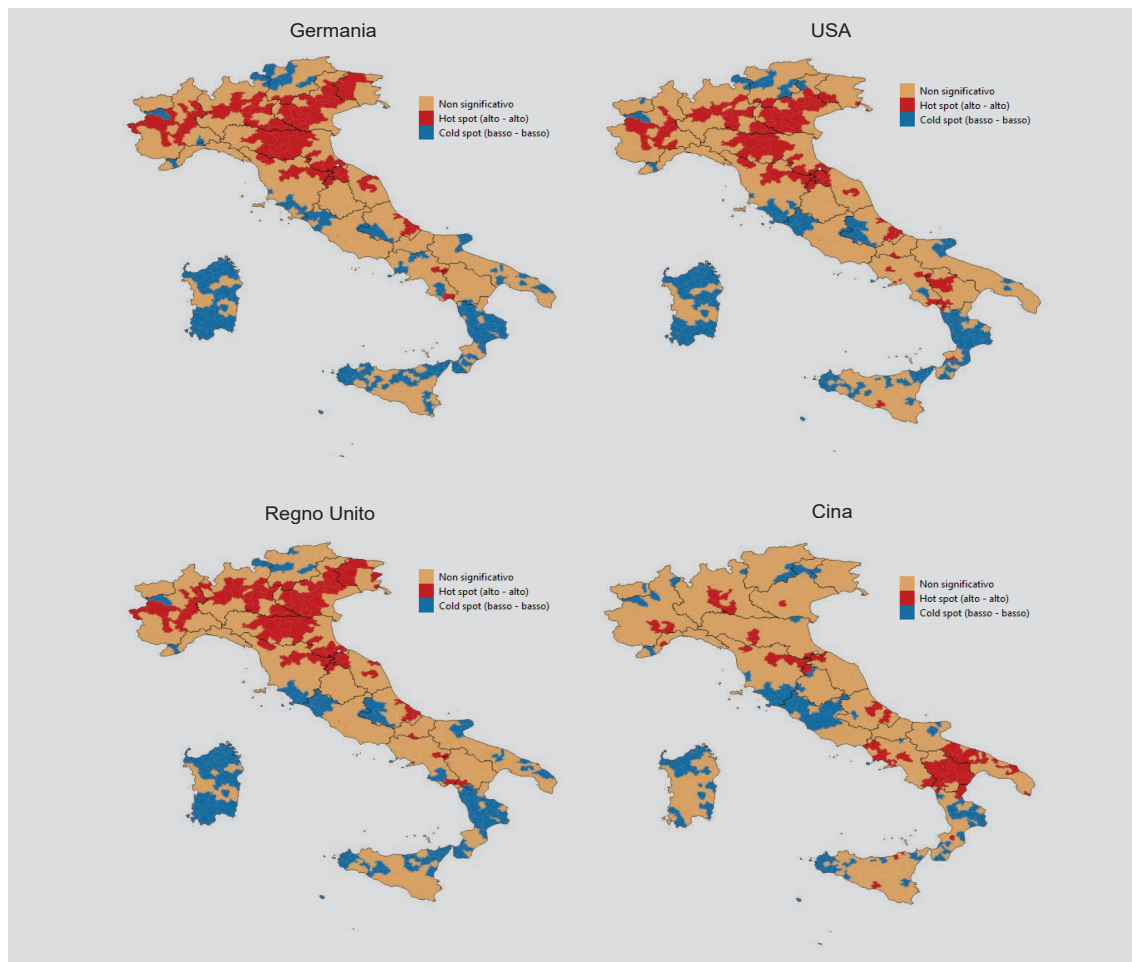 Germania
Non significativo
Hot spot (alto - alto)
Cold spot (basso - basso)
USA
Non significativo
Hot spot (alto - alto)
Cold spot (basso - basso)
Regno Unito
Non significativo
Hot spot (alto - alto)
Cold spot (basso - basso)
Cina
Non significativo
Hot spot (alto - alto)
Cold spot (basso - basso)